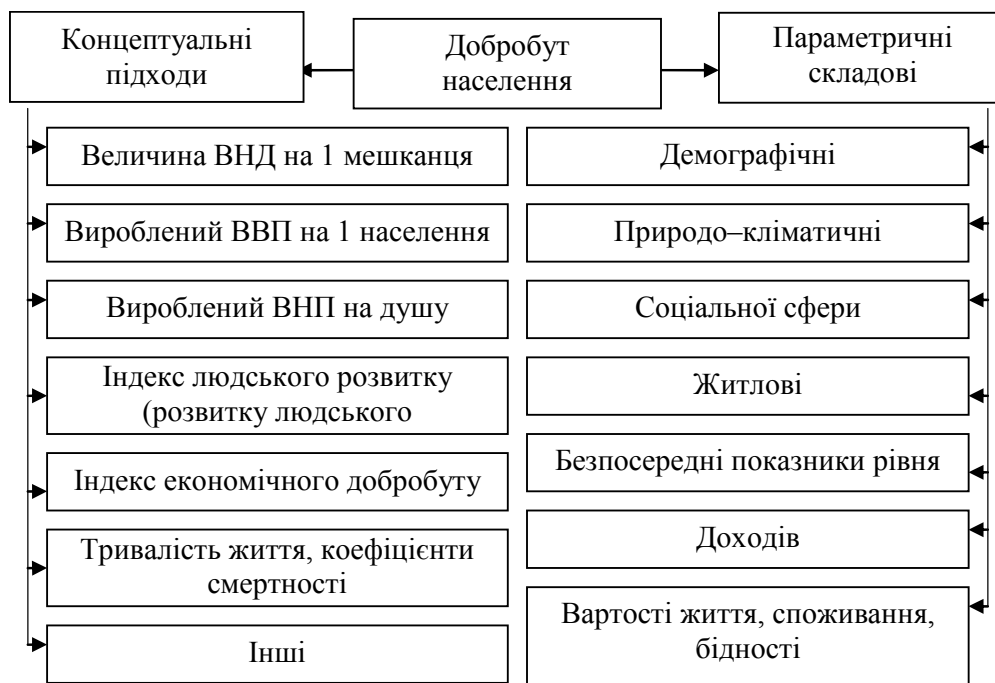 Концептуальні
підходи
Добробут
населення
Параметричні
складові
Величина ВНД на 1 мешканця
Вироблений ВВП на 1 населення
Вироблений ВНП на душу
Індекс людського розвитку
(розвитку людського
Індекс економічного добробуту
Тривалість життя, коефіцієнти
смертності
Інші
Демографічні
Природо–кліматичні
Соціальної сфери
Житлові
Безпосередні показники рівня
Доходів
Вартості життя, споживання,
бідності